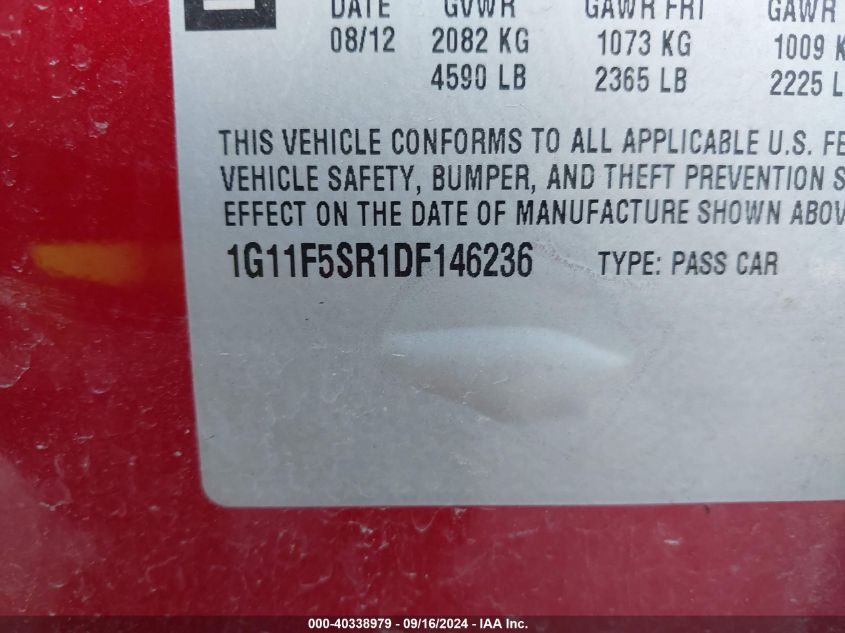 DATE GVWR GAWR FRT GAWR
08/12 2082 KG 1073 KG 1009 K
4590 LB 2365 LB 2225 L
THIS VEHICLE CONFORMS TO ALL APPLICABLE U.S. FE
VEHICLE SAFETY, BUMPER, AND THEFT PREVENTION S
EFFECT ON THE DATE OF MANUFACTURE SHOWN ABOV
1G11F5SR1DF146236 TYPE: PASS CAR
000-40338979 - 09/16/2024 - IAAI Inc.